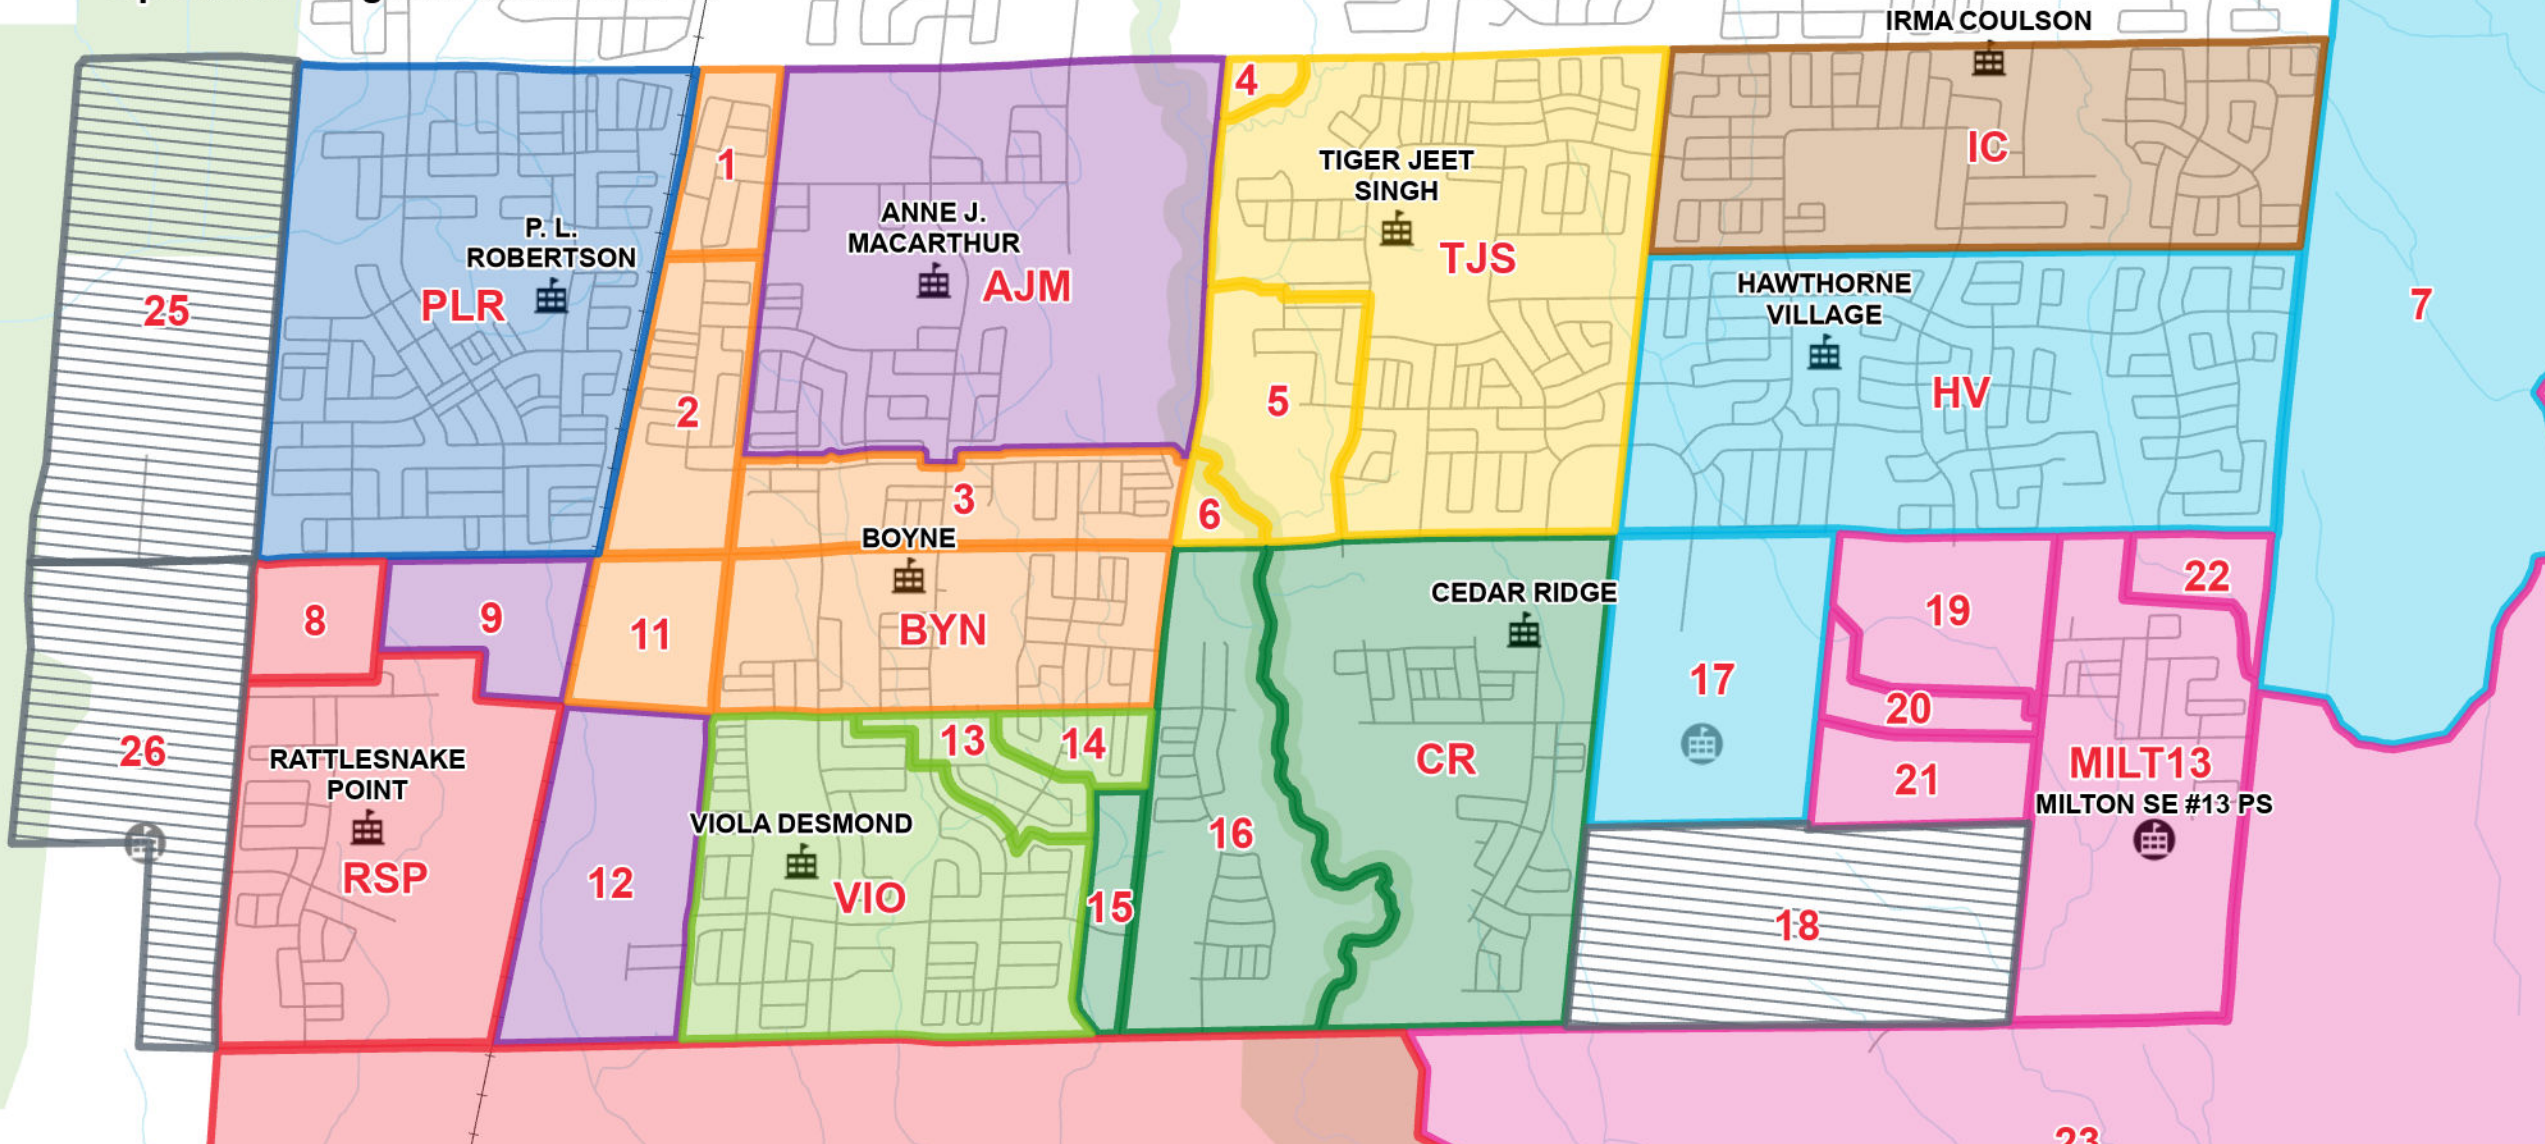 IRMA COULSON
4
IC
1
TIGER JEET
SINGH
TJS
ANNE J.
MACARTHUR
AJM
P. L.
ROBERTSON
PLR
25
HAWTHORNE
VILLAGE
HV
7
2
5
3
6
BOYNE
BYN
8
9
11
CEDAR RIDGE
CR
17
19
22
20
21
MILT13
MILTON SE #13 PS
26
RATTLESNAKE
POINT
RSP
12
13
14
VIOLA DESMOND
VIO
15
16
18
23